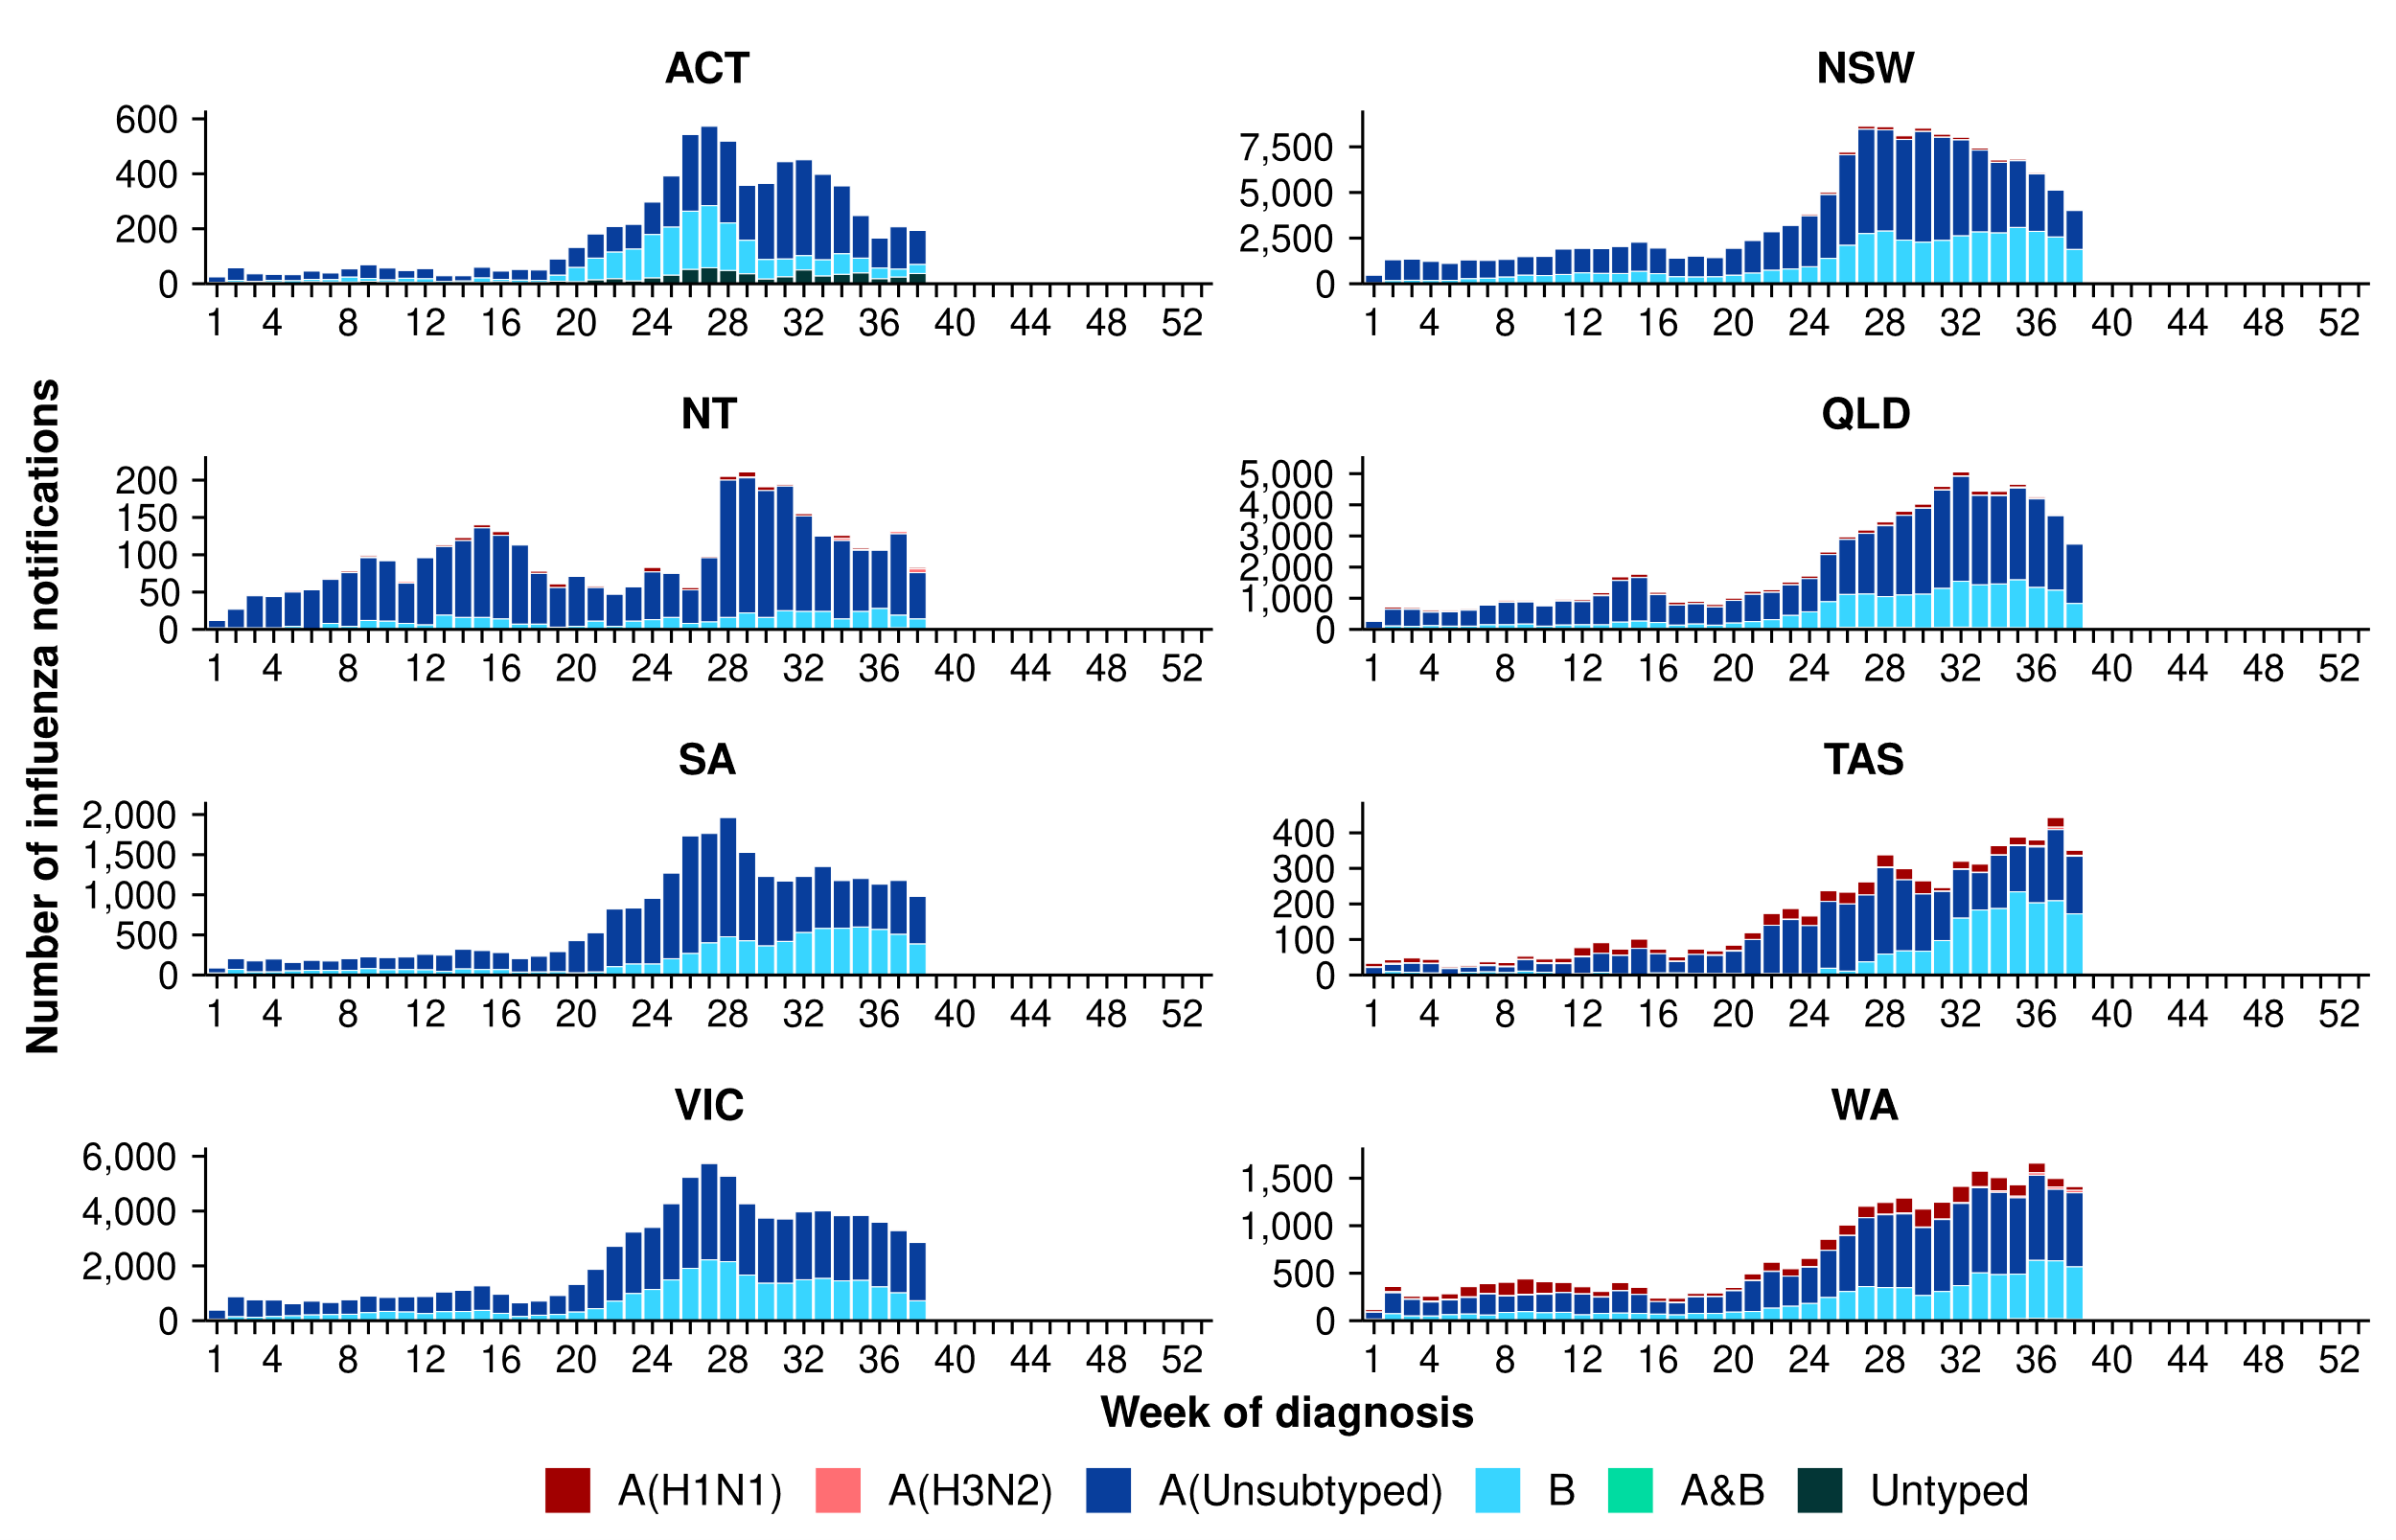 ACT
NSW
600
400
200
0
1 4 8 12 16 20 24 28 32 36 40 44 48 52
7,500
5,000
2,500
0
1 4 8 12 16 20 24 28 32 36 40 44 48 52
NT
QLD
200
150
100
50
0
1 4 8 12 16 20 24 28 32 36 40 44 48 52
5,000
4,000
3,000
2,000
1,000
0
1 4 8 12 16 20 24 28 32 36 40 44 48 52
Number of influenza notifications
SA
TAS
2,000
1,500
1,000
500
0
1 4 8 12 16 20 24 28 32 36 40 44 48 52
400
300
200
100
0
1 4 8 12 16 20 24 28 32 36 40 44 48 52
VIC
WA
6,000
4,000
2,000
0
1 4 8 12 16 20 24 28 32 36 40 44 48 52
1,500
1,000
500
0
1 4 8 12 16 20 24 28 32 36 40 44 48 52
Week of diagnosis
A(H1N1) A(H3N2) A(Unsubtyped) B A&B Untyped